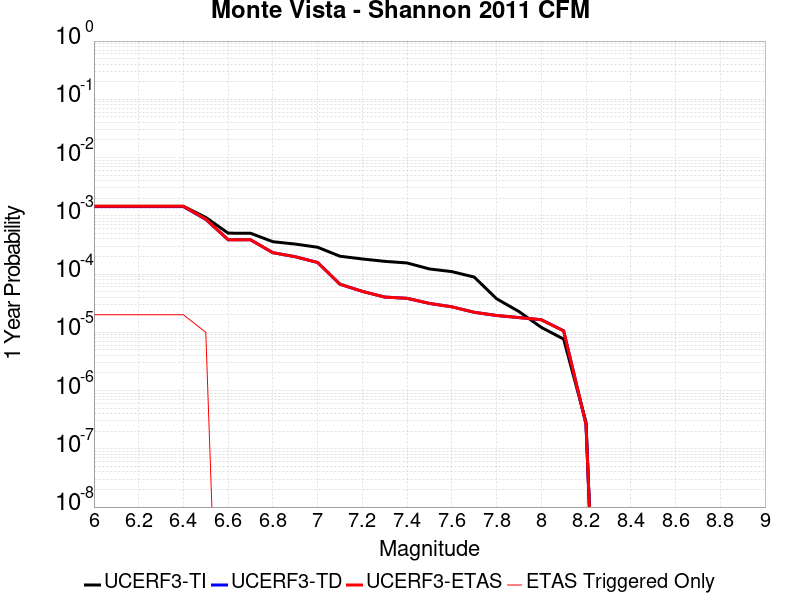 Monte Vista - Shannon 2011 CFM
10^0
10^-1
10^-2
10^-3
10^-4
10^-5
10^-6
10^-7
10^-8
1 Year Probability
6 6.2 6.4 6.6 6.8 7 7.2 7.4 7.6 7.8 8 8.2 8.4 8.6 8.8 9
Magnitude
UCERF3-TI UCERF3-TD UCERF3-ETAS ETAS Triggered Only